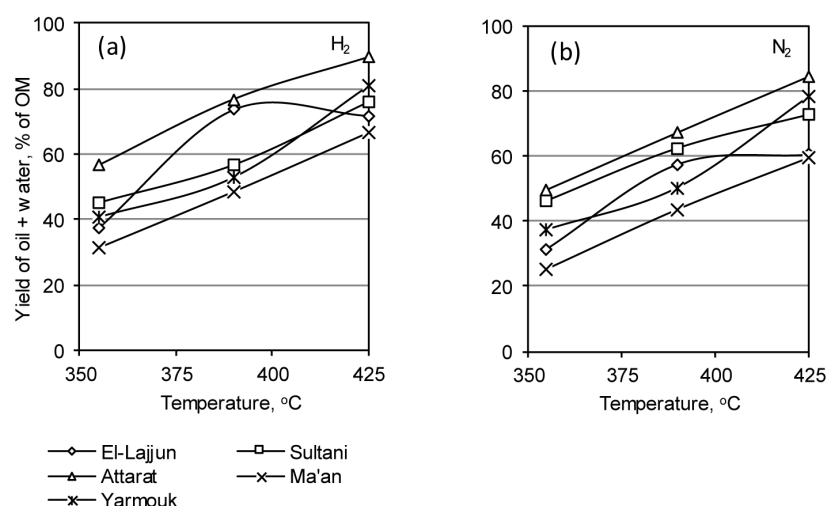 (a)
H2
Yield of oil + water, % of OM
100
80
60
40
20
0
350
375
400
425
Temperature, °C
(b)
N2
100
80
60
40
20
0
350
375
400
425
Temperature, °C
El-Lajjun
Sultani
Attarat
Ma'an
Yarmouk